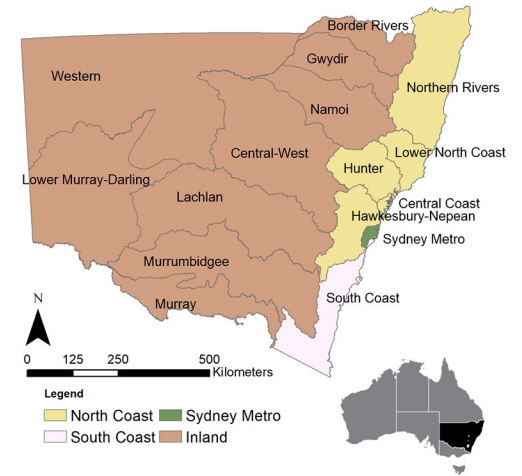 Border Rivers
Gwydir
Western
Northern Rivers
Namoi
Central-West
Lower North Coast
Hunter
Lower Murray-Darling
Lachlan
Central Coast
Hawkesbury-Nepean
Sydney Metro
Murrumbidgee
South Coast
Murray
N
0 125 250 500
Kilometers
Legend
North Coast Sydney Metro
South Coast Inland